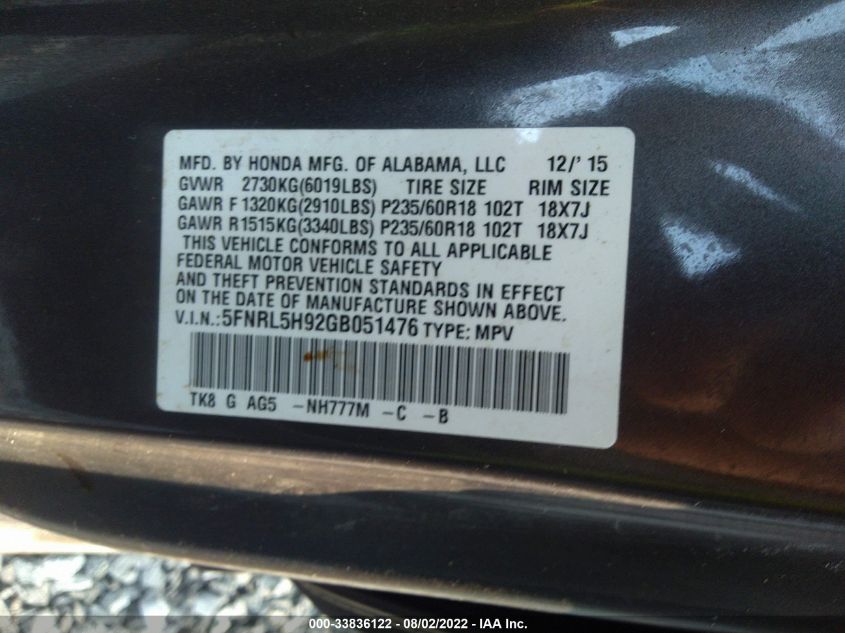 MFD. BY HONDA MFG. OF ALABAMA, LLC 12/'15
GVWR 2730KG(6019LBS) TIRE SIZE RIM SIZE
GAWR F 1320KG(2910LBS) P235/60R18 102T 18X7J
GAWR R1515KG(3340LBS) P235/60R18 102T 18X7J
THIS VEHICLE CONFORMS TO ALL APPLICABLE
FEDERAL MOTOR VEHICLE SAFETY
AND THEFT PREVENTION STANDARDS IN EFFECT
ON THE DATE OF MANUFACTURE SHOWN ABOVE.
V.I.N.:5FNRL5H92GB051476 TYPE: MPV
TK8 G AG5 -NH777M -C -B
000-33836122 - 08/02/2022 - IAA Inc.